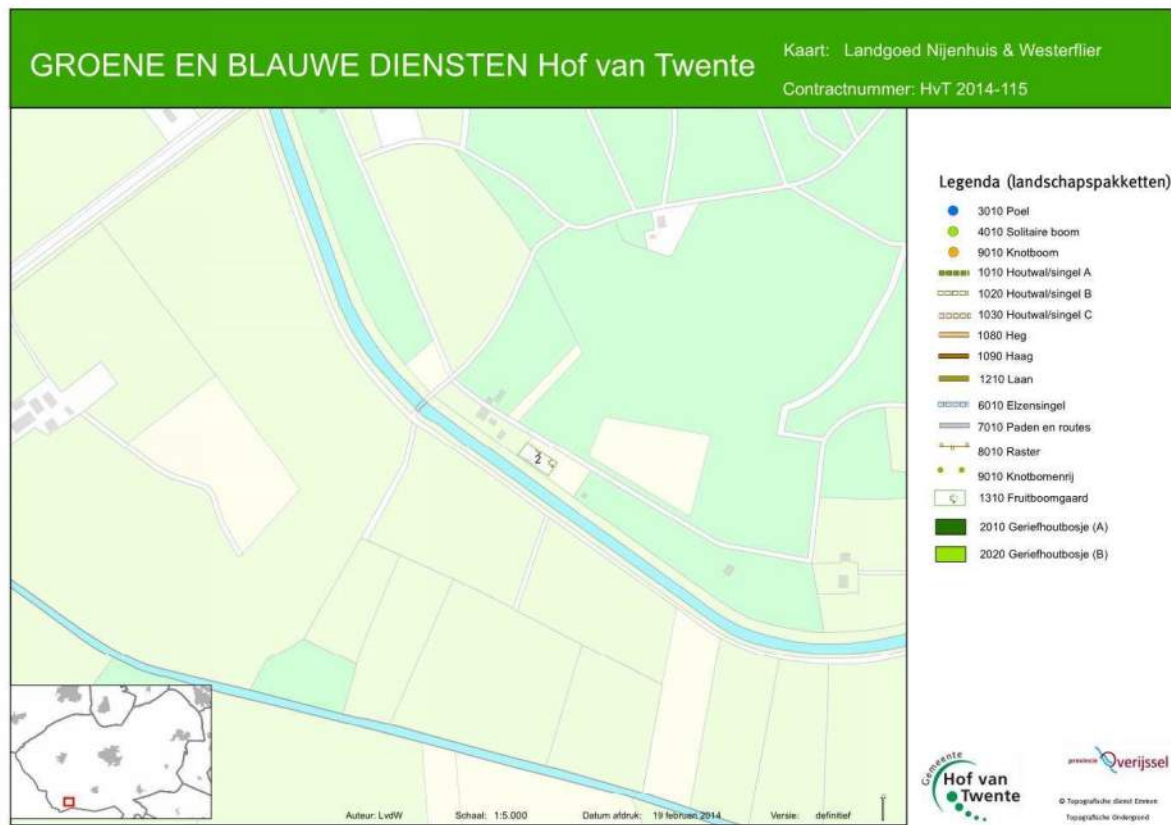 GROENE EN BLAUWE DIENSTEN Hof van Twente
Kaart: Landgoed Nijenhuis & Westerflier
Contractnummer: HvT 2014-115
Legenda (landschapspakketten)
3010 Poel
4010 Solitaire boom
9010 Knotboom
1010 Houtwal/singel A
1020 Houtwal/singel B
1030 Houtwal/singel C
1080 Heg
1090 Haag
1210 Laan
6010 Elzensingel
7010 Paden en routes
8010 Raster
9010 Knotbomenrij
1310 Fruitboomgaard
2010 Geriefhoutbosje (A)
2020 Geriefhoutbosje (B)
2
Auteur: LvdW Schaal: 1:5.000 Datum afdruk: 19 februari 2014 Versie: definitief
Gemeente
Hof van
Twente
provincie Overijssel
© Topografische dienst Emmen
Topografische Ondergrond